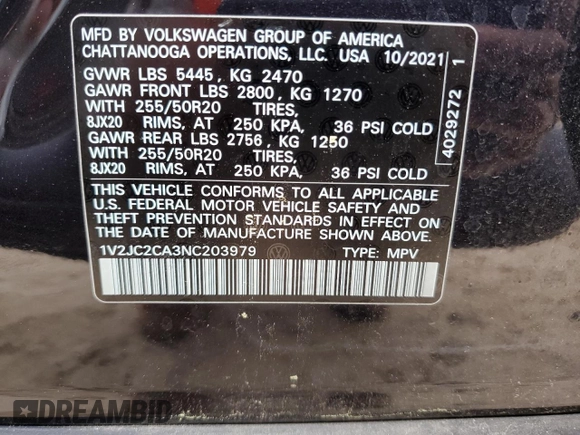 MFD BY VOLKSWAGEN GROUP OF AMERICA
CHATTANOOGA OPERATIONS, LLC. USA 10/2021
GVWR LBS 5445, KG 2470
GAWR FRONT LBS 2800, KG 1270
WITH 255/50R20 TIRES,
8JX20 RIMS, AT 250 KPA, 36 PSI COLD
GAWR REAR LBS 2756, KG 1250
WITH 255/50R20 TIRES,
8JX20 RIMS, AT 250 KPA, 36 PSI COLD
4029272 1
THIS VEHICLE CONFORMS TO ALL APPLICABLE
U.S. FEDERAL MOTOR VEHICLE SAFETY AND
THEFT PREVENTION STANDARDS IN EFFECT ON
THE DATE OF MANUFACTURE SHOWN ABOVE.
1V2JC2CA3NC203979 TYPE: MPV
DREAMBID